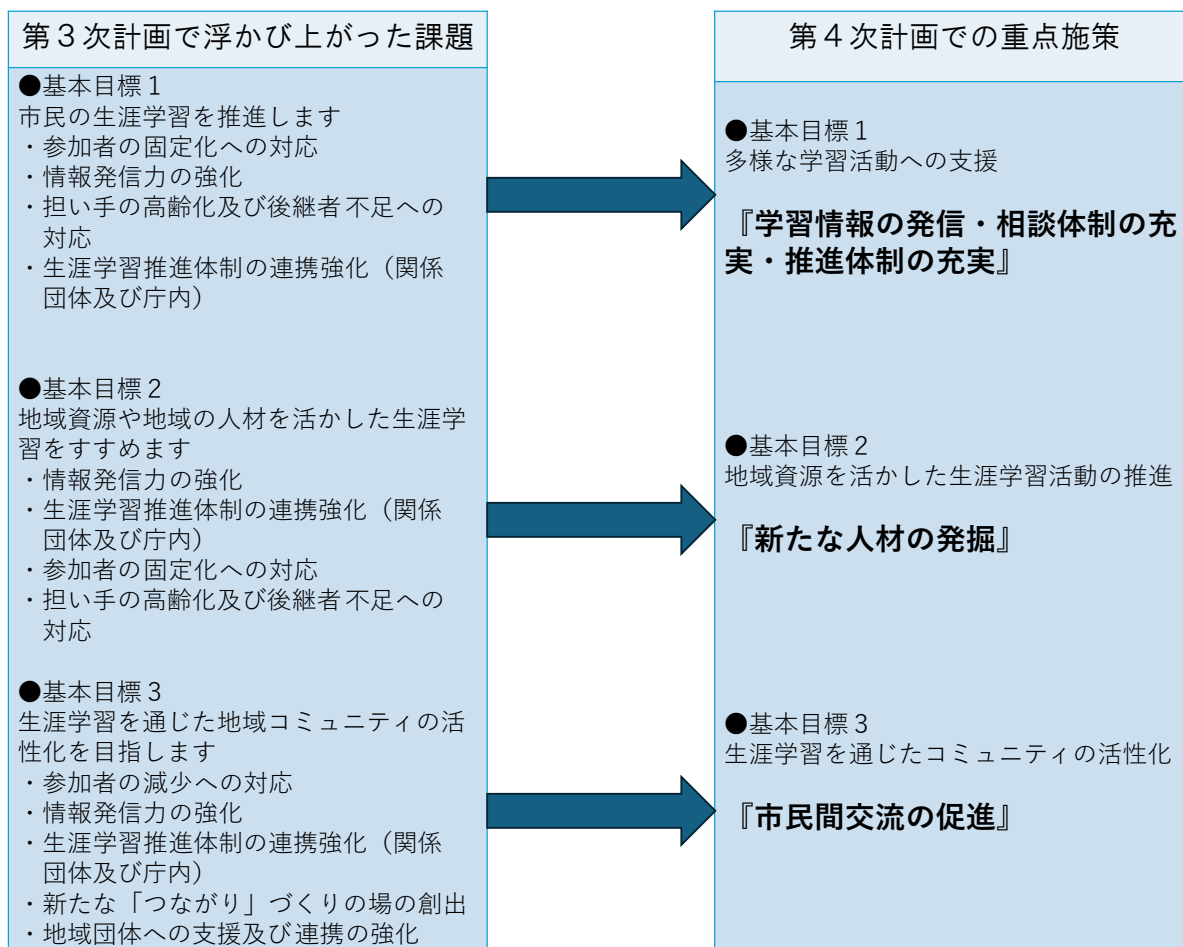 第３次計画で浮かび上がった課題
●基本目標１
市民の生涯学習を推進します
・参加者の固定化への対応
・情報発信力の強化
・担い手の高齢化及び後継者不足への
対応
・生涯学習推進体制の連携強化（関係
団体及び庁内）
●基本目標２
地域資源や地域の人材を活かした生涯学
習をすすめます
・情報発信力の強化
・生涯学習推進体制の連携強化（関係
団体及び庁内）
・参加者の固定化への対応
・担い手の高齢化及び後継者不足への
対応
●基本目標３
生涯学習を通じた地域コミュニティの活
性化を目指します
・参加者の減少への対応
・情報発信力の強化
・生涯学習推進体制の連携強化（関係
団体及び庁内）
・新たな「つながり」づくりの場の創出
・地域団体への支援及び連携の強化
第４次計画での重点施策
●基本目標１
多様な学習活動への支援
『学習情報の発信・相談体制の充
実・推進体制の充実』
●基本目標２
地域資源を活かした生涯学習活動の推進
『新たな人材の発掘』
●基本目標３
生涯学習を通じたコミュニティの活性化
『市民間交流の促進』